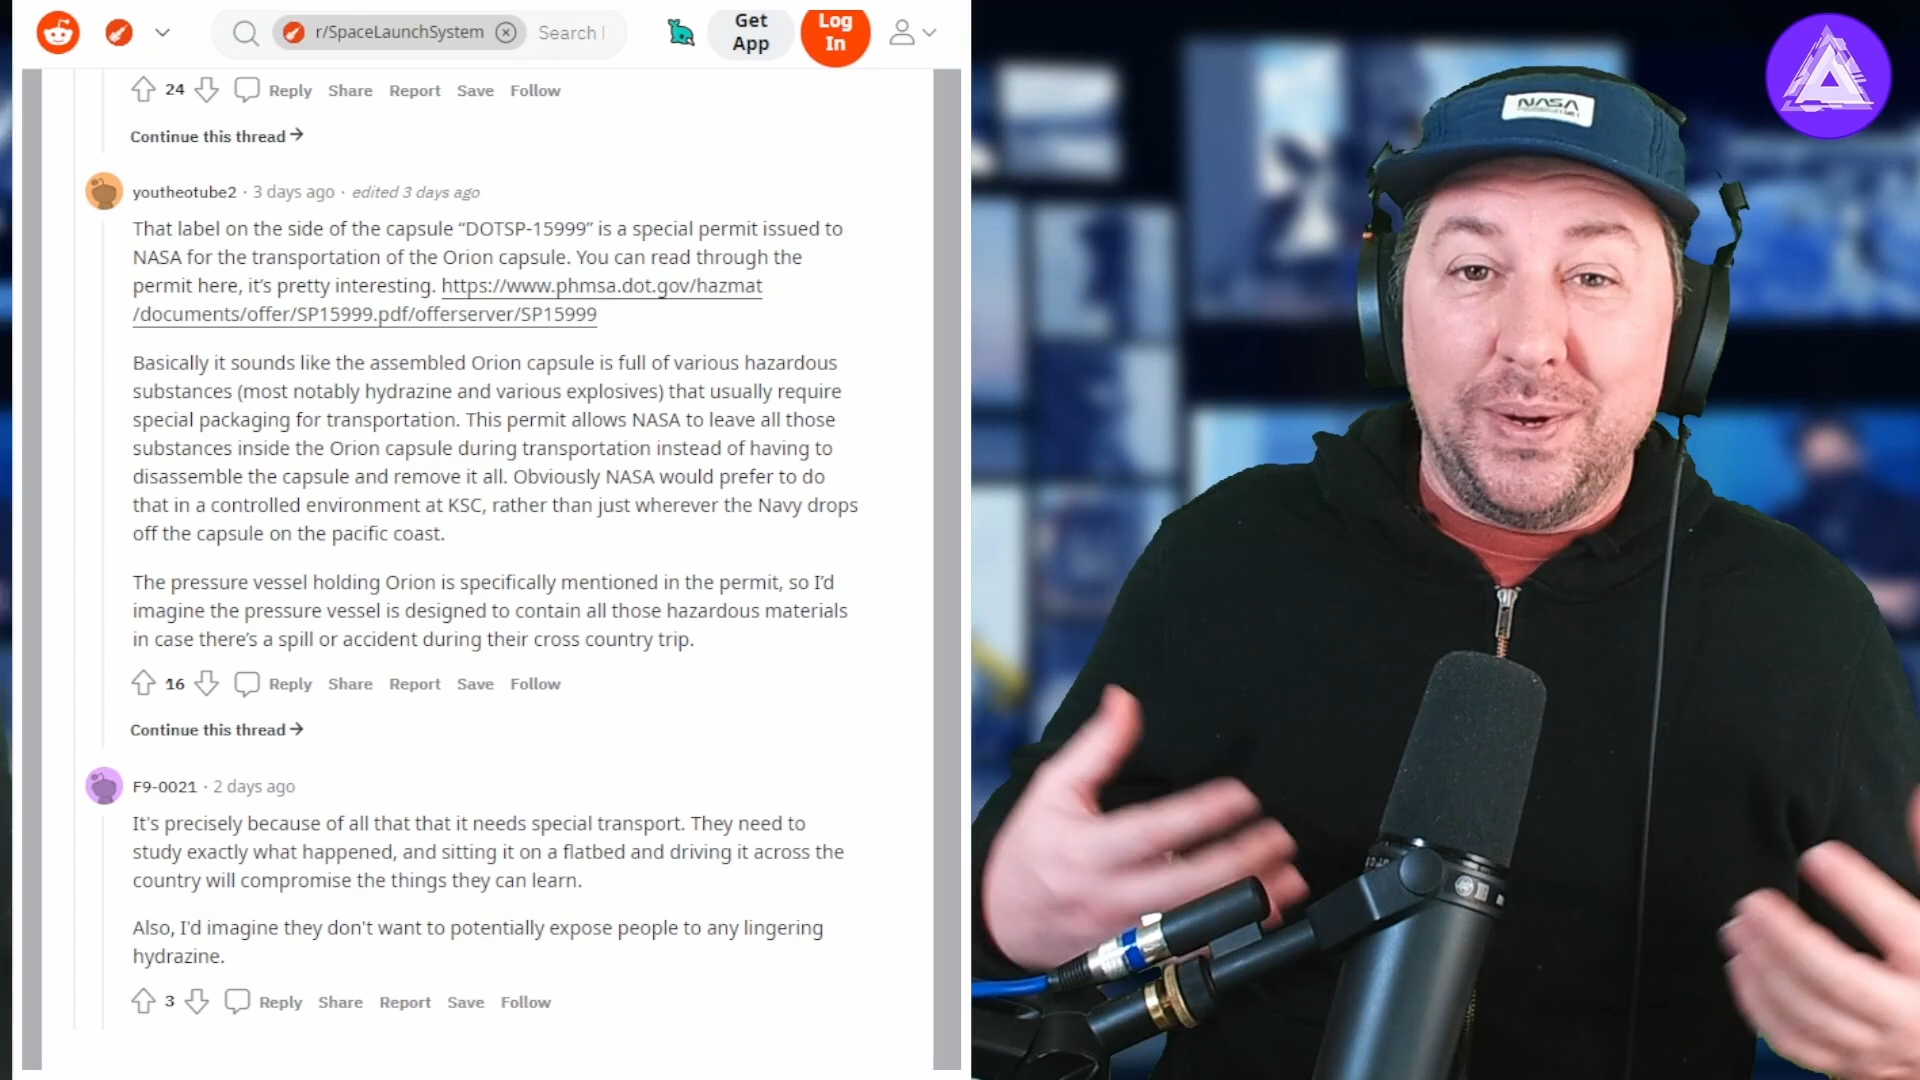 r/SpaceLaunchSystem
Search
Get App
Log In
24 Reply Share Report Save Follow
Continue this thread →
youtheotube2 · 3 days ago · edited 3 days ago
That label on the side of the capsule “DOTSP-15999” is a special permit issued to
NASA for the transportation of the Orion capsule. You can read through the
permit here, it’s pretty interesting. https://www.phmsa.dot.gov/hazmat
/documents/offer/SP15999.pdf/offerserver/SP15999
Basically it sounds like the assembled Orion capsule is full of various hazardous
substances (most notably hydrazine and various explosives) that usually require
special packaging for transportation. This permit allows NASA to leave all those
substances inside the Orion capsule during transportation instead of having to
disassemble the capsule and remove it all. Obviously NASA would prefer to do
that in a controlled environment at KSC, rather than just wherever the Navy drops
off the capsule on the pacific coast.
The pressure vessel holding Orion is specifically mentioned in the permit, so I’d
imagine the pressure vessel is designed to contain all those hazardous materials
in case there’s a spill or accident during their cross country trip.
16 Reply Share Report Save Follow
Continue this thread →
F9-0021 · 2 days ago
It's precisely because of all that that it needs special transport. They need to
study exactly what happened, and sitting it on a flatbed and driving it across the
country will compromise the things they can learn.
Also, I'd imagine they don't want to potentially expose people to any lingering
hydrazine.
3 Reply Share Report Save Follow
NASA